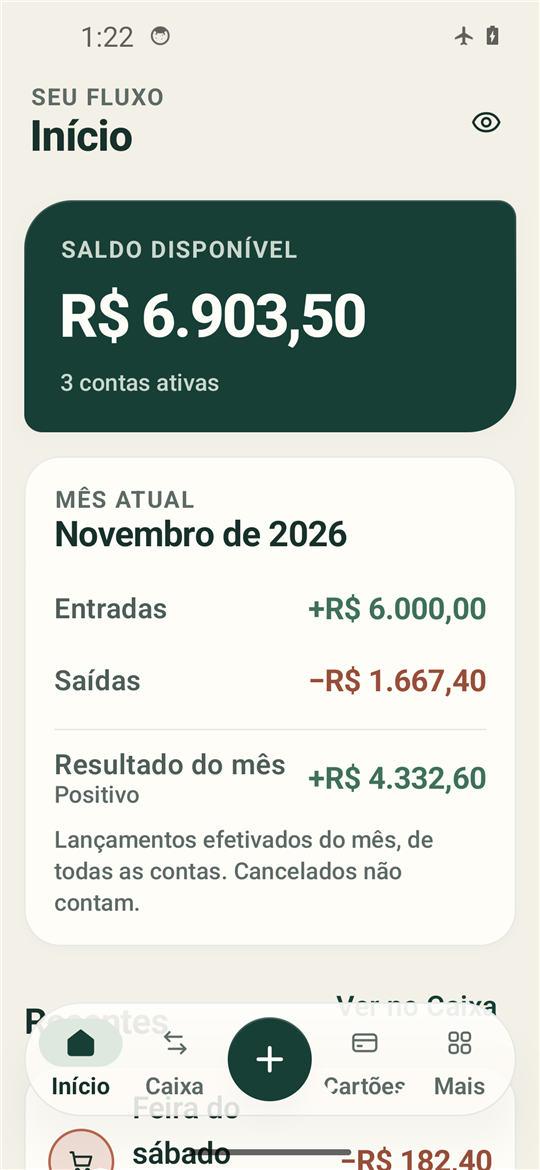 1:22
SEU FLUXO
Início
SALDO DISPONÍVEL
R$ 6.903,50
3 contas ativas
MÊS ATUAL
Novembro de 2026
Entradas
+R$ 6.000,00
Saídas
−R$ 1.667,40
Resultado do mês
+R$ 4.332,60
Positivo
Lançamentos efetivados do mês, de
todas as contas. Cancelados não
contam.
Recentes
Ver no Caixa
Início
Caixa
Cartões
Mais
Feira do
sábado
−R$ 182,40